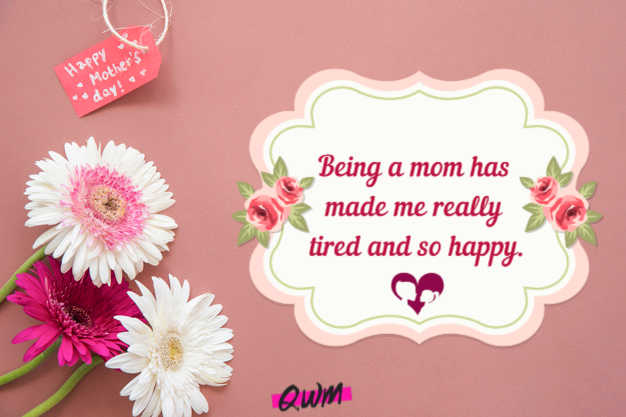 Happy
Mother's
day!
Being a mom has
made me really
tired and so happy.
QWM